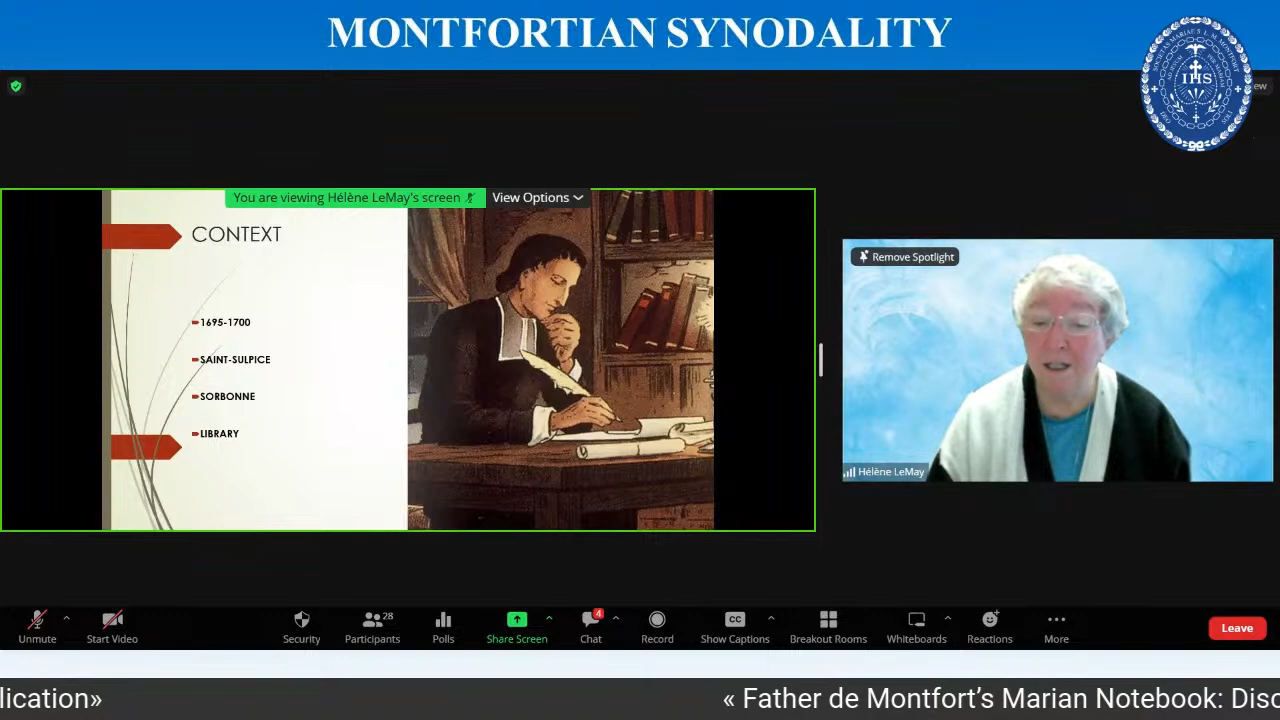 MONTFORTIAN SYNODALITY
IHS
ew
You are viewing Hélène LeMay's screen
View Options
CONTEXT
1695-1700
SAINT-SULPICE
SORBONNE
LIBRARY
Remove Spotlight
Hélène LeMay
Unmute
Start Video
Security
28
Participants
Polls
Share Screen
4
Chat
Record
CC
Show Captions
Breakout Rooms
Whiteboards
Reactions
More
Leave
lication»
« Father de Montfort’s Marian Notebook: Disc